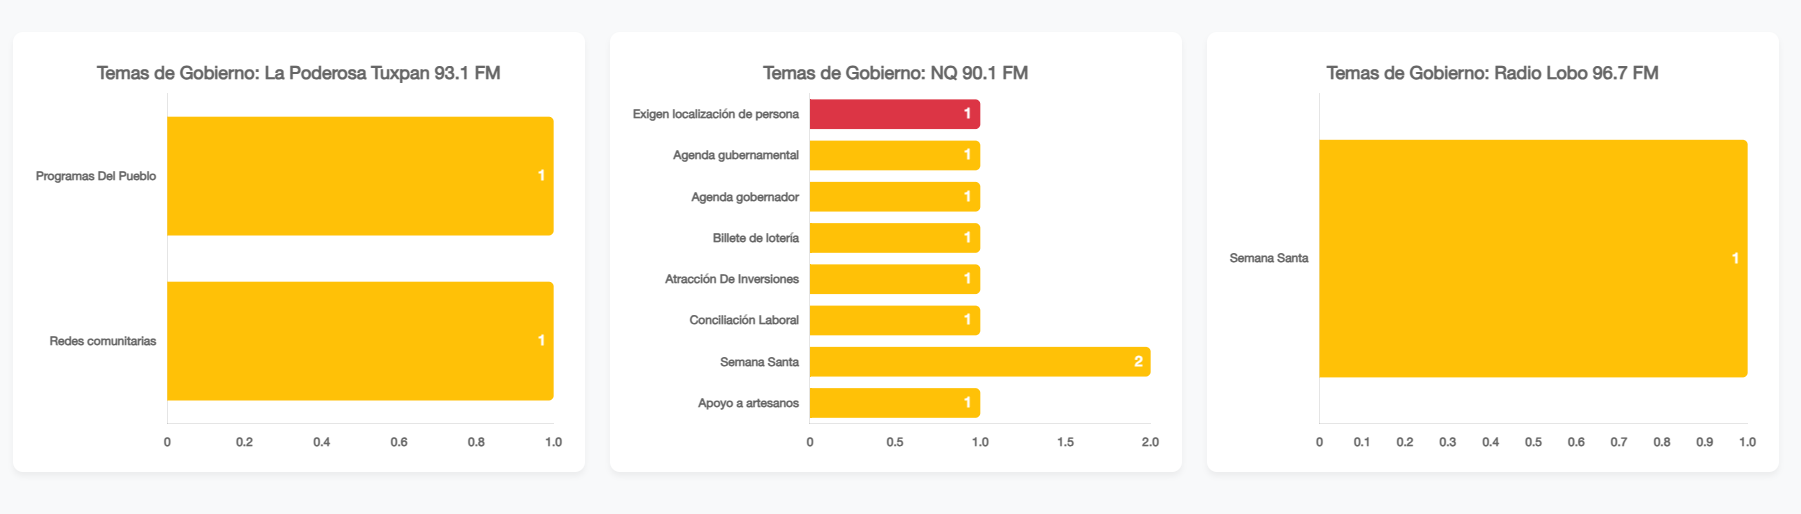 Temas de Gobierno: La Poderosa Tuxpan 93.1 FM
Programas Del Pueblo
1
Redes comunitarias
1
0 0.2 0.4 0.6 0.8 1.0
Temas de Gobierno: NQ 90.1 FM
Exigen localización de persona
1
Agenda gubernamental
1
Agenda gobernador
1
Billete de lotería
1
Atracción De Inversiones
1
Conciliación Laboral
1
Semana Santa
2
Apoyo a artesanos
1
0 0.5 1.0 1.5 2.0
Temas de Gobierno: Radio Lobo 96.7 FM
Semana Santa
1
0 0.1 0.2 0.3 0.4 0.5 0.6 0.7 0.8 0.9 1.0